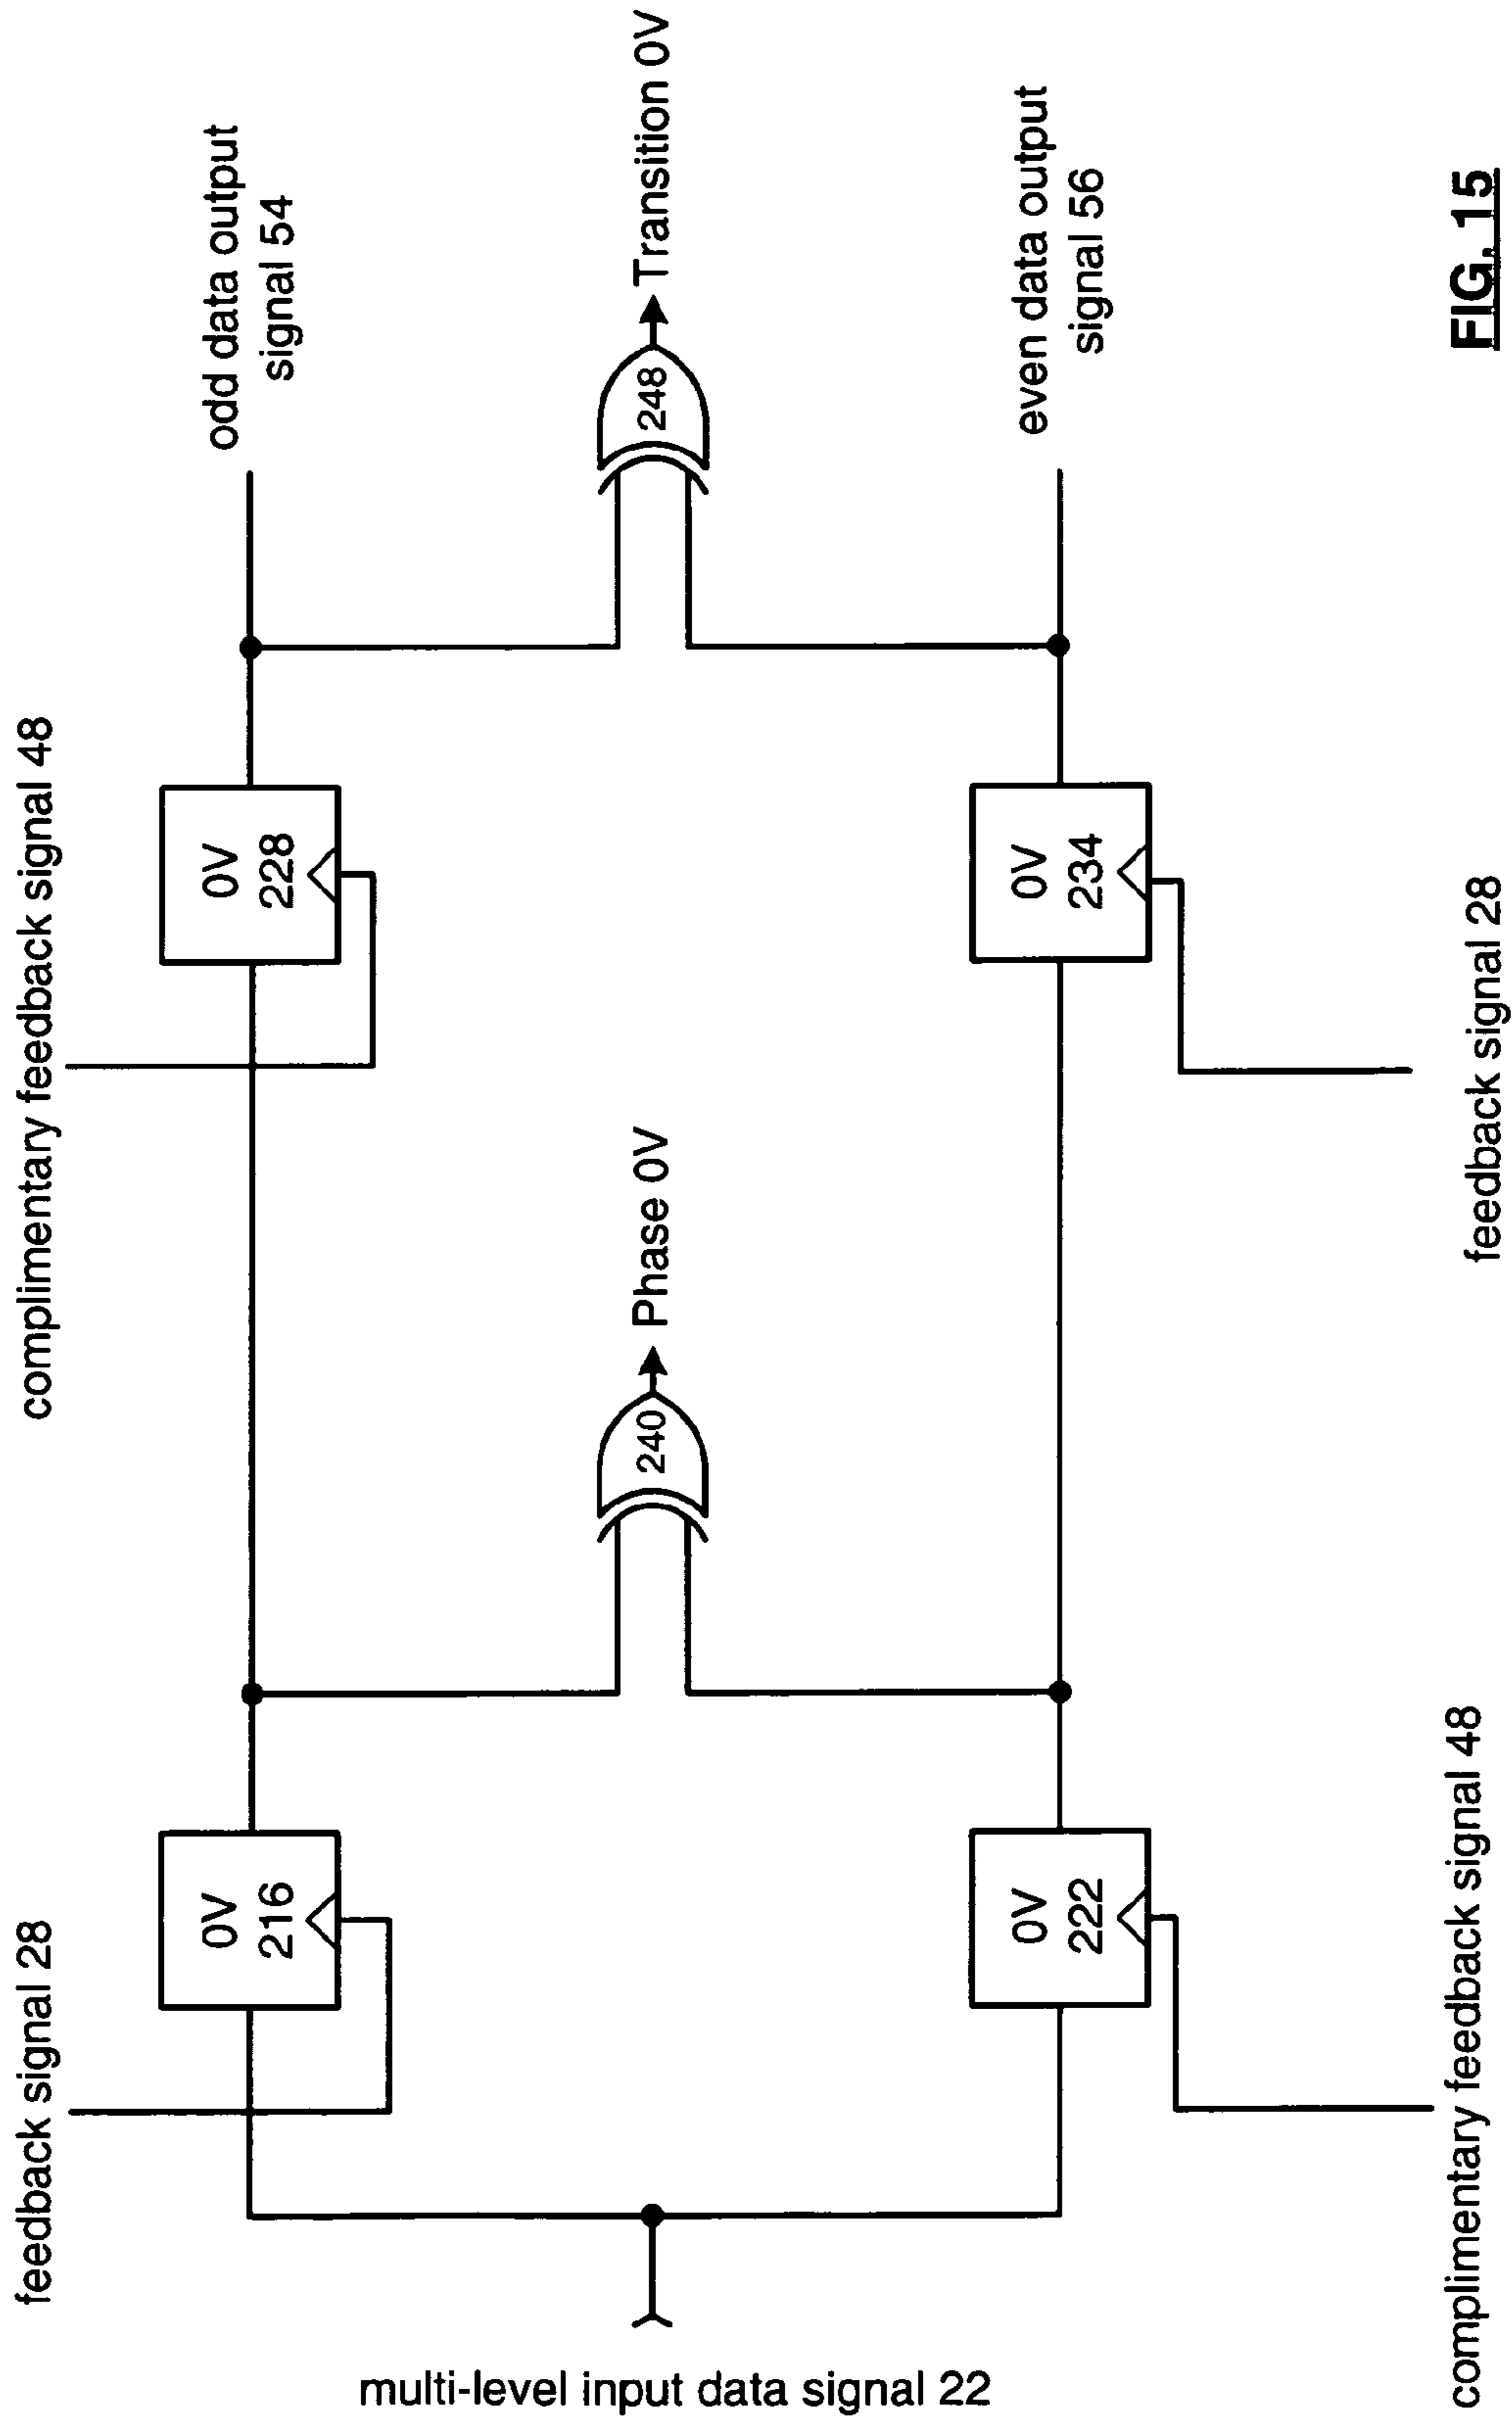 feedback signal 28
complimentary feedback signal 48
0V
216
0V
228
odd data output
signal 54
multi-level input data signal 22
240
Phase 0V
248
Transition 0V
0V
222
0V
234
even data output
signal 56
complimentary feedback signal 48
feedback signal 28
FIG. 15